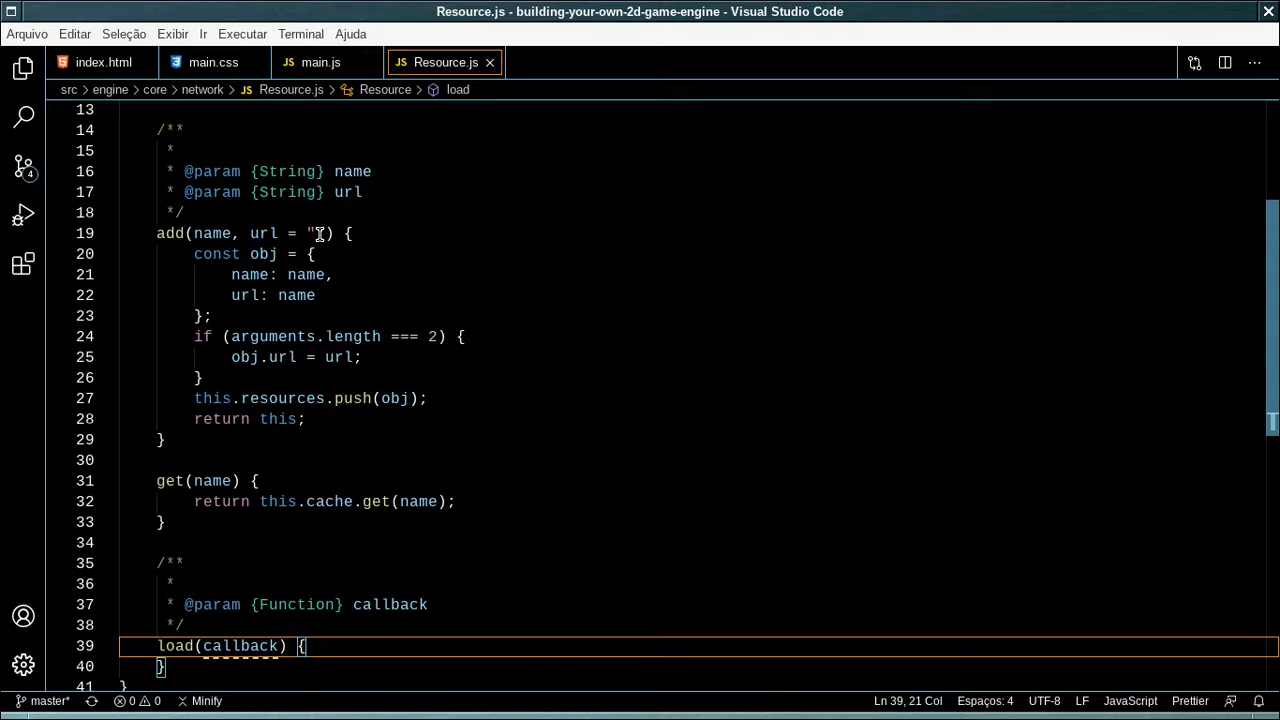 Resource.js - building-your-own-2d-game-engine - Visual Studio Code
Arquivo Editar Seleção Exibir Ir Executar Terminal Ajuda
index.html main.css JS main.js JS Resource.js
src > engine > core > network > JS Resource.js > Resource > load
13
14 /**
15 *
16 * @param {String} name
17 * @param {String} url
18 */
19 add(name, url = "") {
20 const obj = {
21 name: name,
22 url: name
23 };
24 if (arguments.length === 2) {
25 obj.url = url;
26 }
27 this.resources.push(obj);
28 return this;
29 }
30
31 get(name) {
32 return this.cache.get(name);
33 }
34
35 /**
36 *
37 * @param {Function} callback
38 */
39 load(callback) {
40 }
41 }
4
master* 0 0 Minify Ln 39, Col 21 Espaços: 4 UTF-8 LF JavaScript Prettier